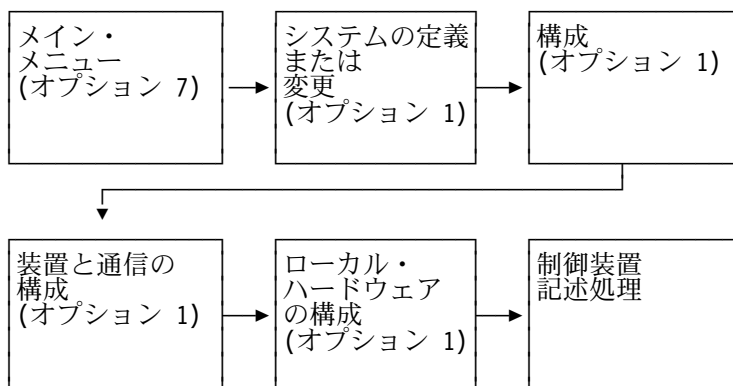 メイン・
メニュー
(オプション 7)
システムの定義
または
変更
(オプション 1)
構成
(オプション 1)
装置と通信の
構成
(オプション 1)
ローカル・
ハードウェア
の構成
(オプション 1)
制御装置
記述処理